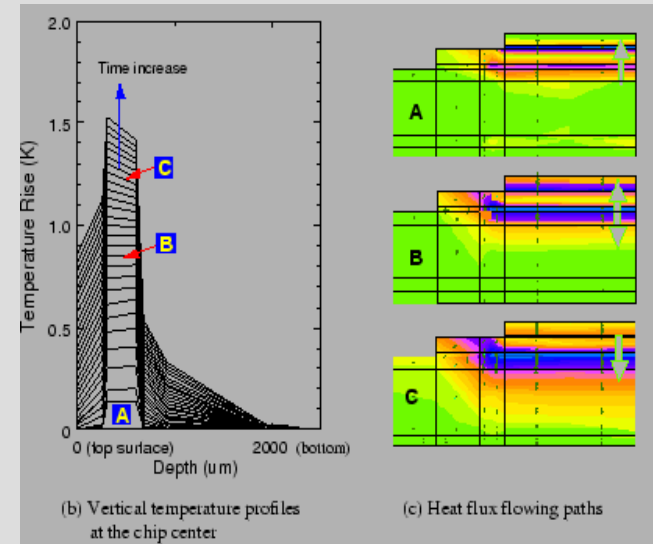 2.0
Time increase
1.5
C
1.0
B
0.5
A
0
Temperature Rise (K)
0 (top surface)
2000 (bottom)
Depth (um)
(b) Vertical temperature profiles
at the chip center
A
B
C
(c) Heat flux flowing paths